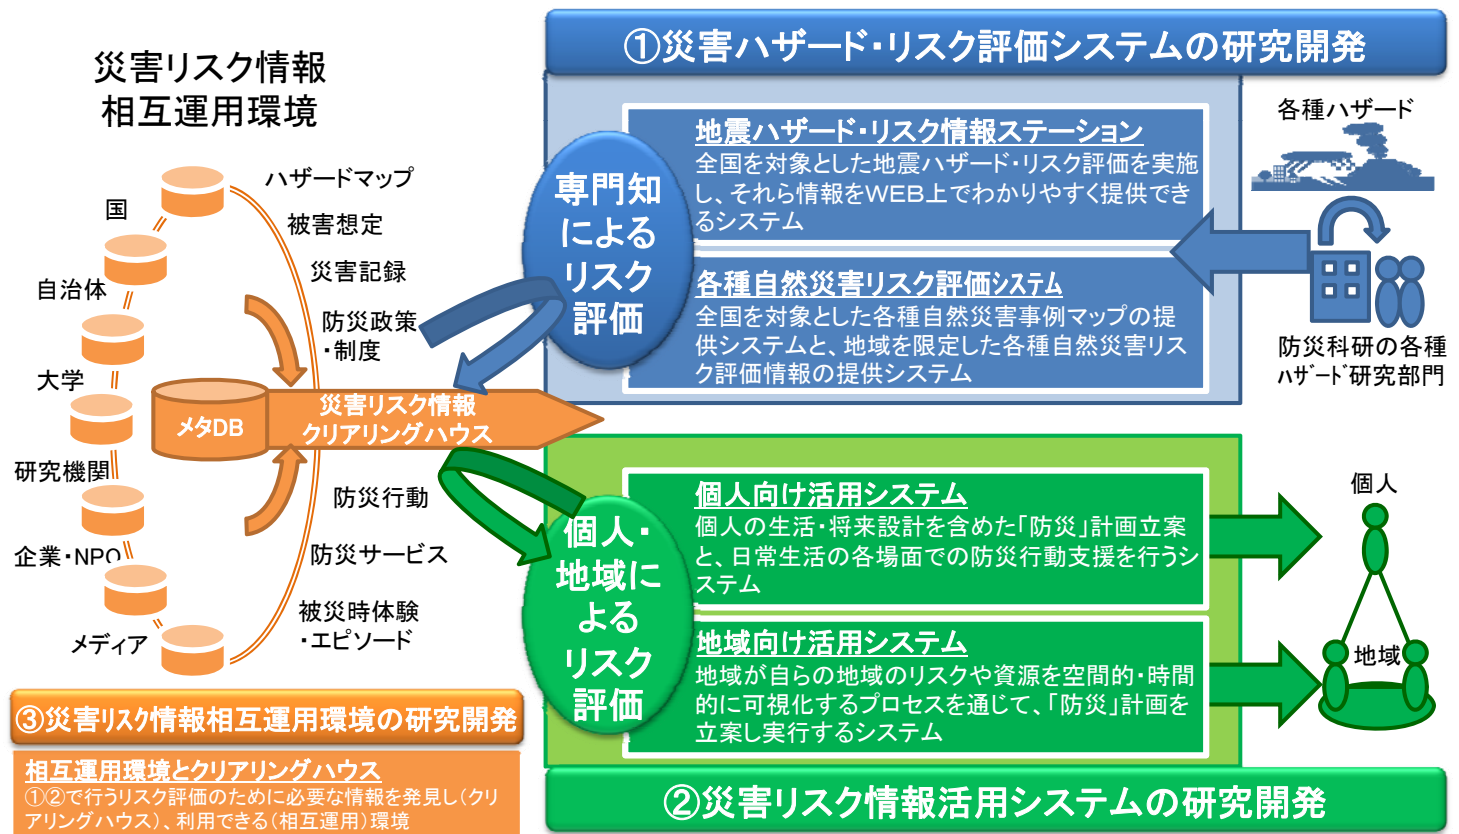 ①災害ハザード・リスク評価システムの研究開発
災害リスク情報
相互運用環境
国
自治体
大学
研究機関
企業・NPO
メディア
ハザードマップ
被害想定
災害記録
防災政策
・制度
メタDB
災害リスク情報
クリアリングハウス
防災行動
防災サービス
被災時体験
・エピソード
専門知
による
リスク
評価
地震ハザード・リスク情報ステーション
全国を対象とした地震ハザード・リスク評価を実施
し、それら情報をWEB上でわかりやすく提供でき
るシステム
各種自然災害リスク評価システム
全国を対象とした各種自然災害事例マップの提
供システムと、地域を限定した各種自然災害リス
ク評価情報の提供システム
各種ハザード
防災科研の各種
ハザード研究部門
個人・
地域に
よる
リスク
評価
個人向け活用システム
個人の生活・将来設計を含めた「防災」計画立案
と、日常生活の各場面での防災行動支援を行うシ
ステム
地域向け活用システム
地域が自らの地域のリスクや資源を空間的・時間
的に可視化するプロセスを通じて、「防災」計画を
立案し実行するシステム
個人
地域
③災害リスク情報相互運用環境の研究開発
相互運用環境とクリアリングハウス
①②で行うリスク評価のために必要な情報を発見し(クリ
アリングハウス)、利用できる(相互運用)環境
②災害リスク情報活用システムの研究開発